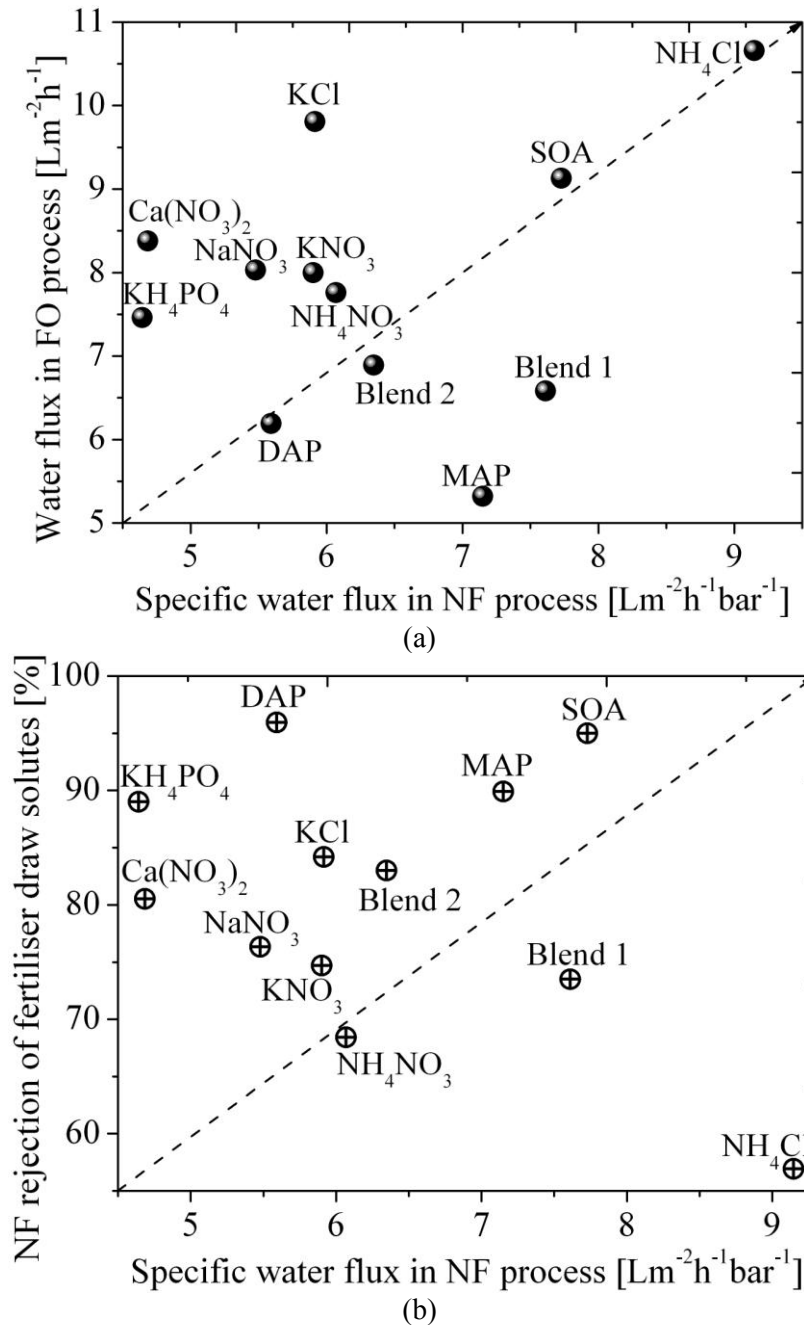 Water flux in FO process [Lm⁻²h⁻¹]
11
10
9
8
7
6
5
NH₄Cl
KCl
SOA
Ca(NO₃)₂
NaNO₃
KNO₃
KH₄PO₄
NH₄NO₃
Blend 2
Blend 1
DAP
MAP
5 6 7 8 9
Specific water flux in NF process [Lm⁻²h⁻¹bar⁻¹]
(a)
NF rejection of fertiliser draw solutes [%]
100
90
80
70
60
DAP
SOA
MAP
KH₄PO₄
KCl
Ca(NO₃)₂
Blend 2
NaNO₃
Blend 1
KNO₃
NH₄NO₃
NH₄C
5 6 7 8 9
Specific water flux in NF process [Lm⁻²h⁻¹bar⁻¹]
(b)